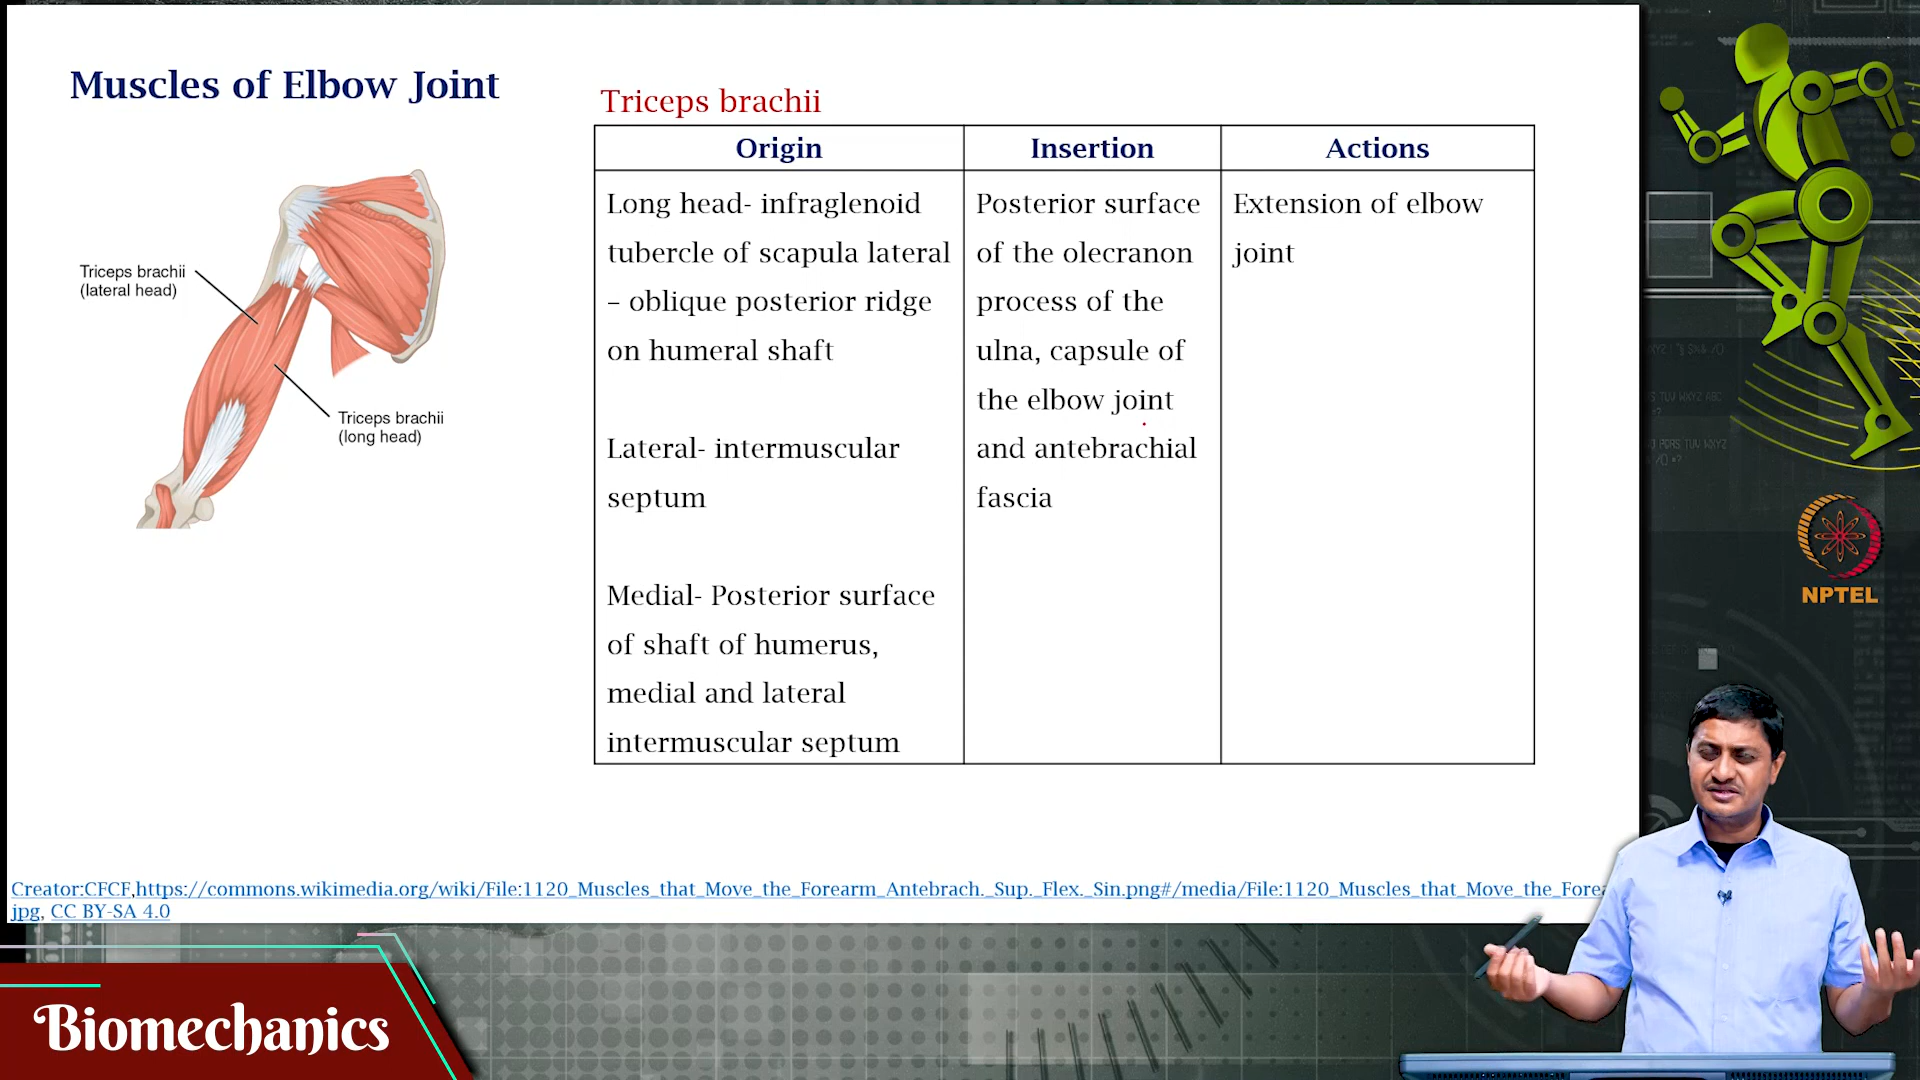 Muscles of Elbow Joint
Triceps brachii
(lateral head)
Triceps brachii
(long head)
Triceps brachii
Origin
Insertion
Actions
Long head- infraglenoid
tubercle of scapula lateral
– oblique posterior ridge
on humeral shaft
Lateral- intermuscular
septum
Medial- Posterior surface
of shaft of humerus,
medial and lateral
intermuscular septum
Posterior surface
of the olecranon
process of the
ulna, capsule of
the elbow joint
and antebrachial
fascia
Extension of elbow
joint
Creator:CFCF,https://commons.wikimedia.org/wiki/File:1120_Muscles_that_Move_the_Forearm_Antebrach._Sup._Flex._Sin.png#/media/File:1120_Muscles_that_Move_the_Forea
jpg, CC BY-SA 4.0
NPTEL
Biomechanics